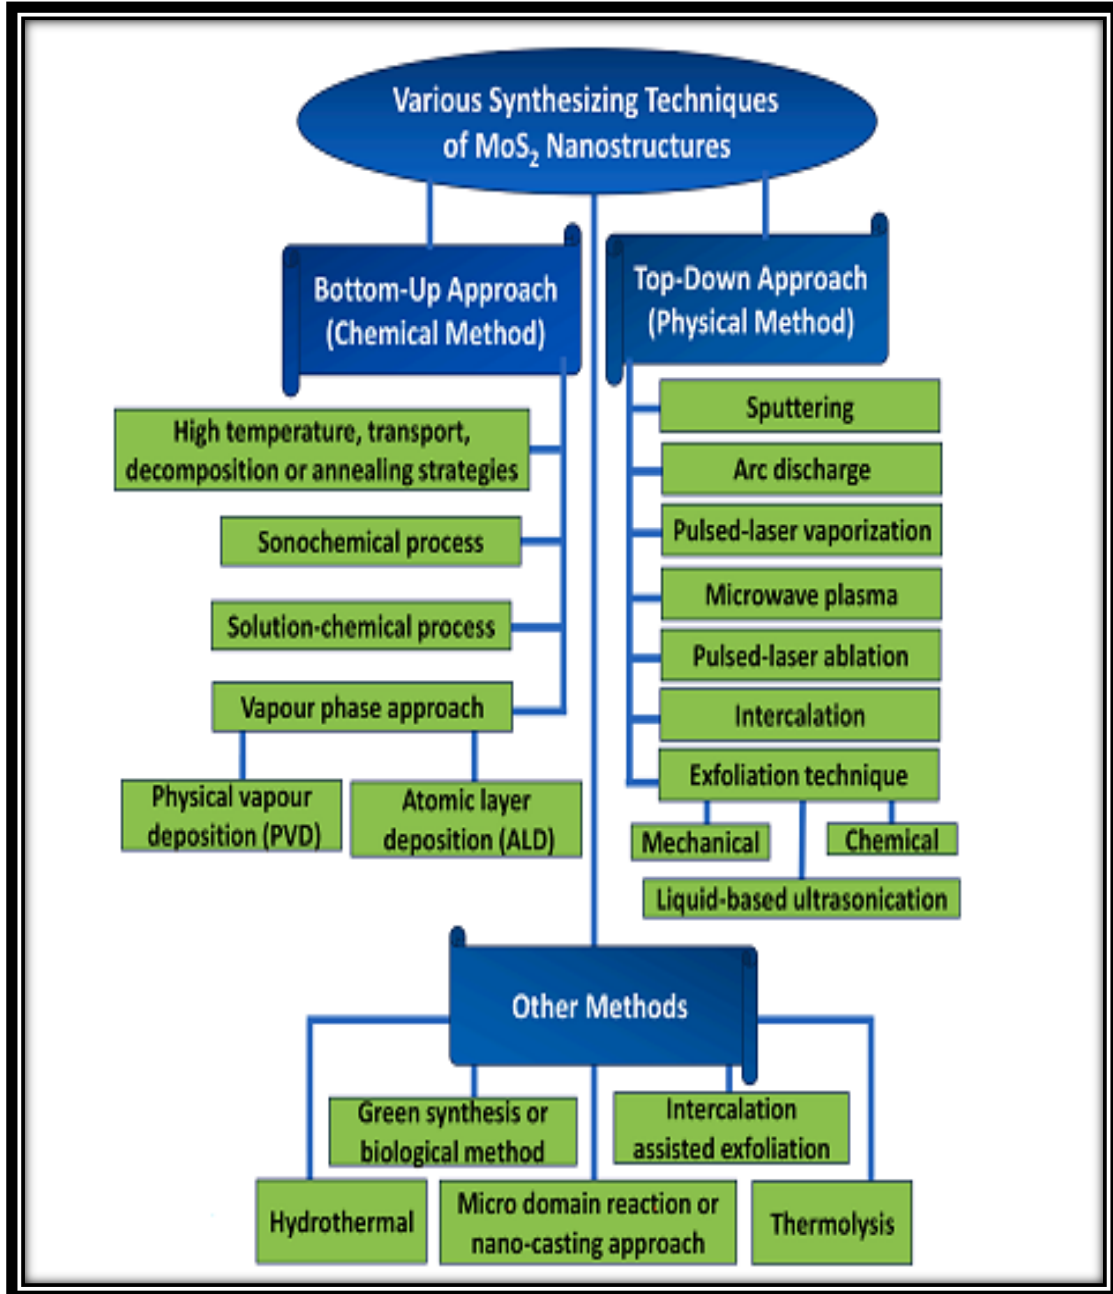 Various Synthesizing Techniques
of MoS₂ Nanostructures
Bottom-Up Approach
(Chemical Method)
High temperature, transport,
decomposition or annealing strategies
Sonochemical process
Solution-chemical process
Vapour phase approach
Physical vapour
deposition (PVD)
Atomic layer
deposition (ALD)
Top-Down Approach
(Physical Method)
Sputtering
Arc discharge
Pulsed-laser vaporization
Microwave plasma
Pulsed-laser ablation
Intercalation
Exfoliation technique
Mechanical
Chemical
Liquid-based ultrasonication
Other Methods
Green synthesis or
biological method
Intercalation
assisted exfoliation
Hydrothermal
Micro domain reaction or
nano-casting approach
Thermolysis